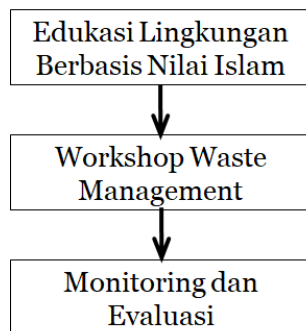 Edukasi Lingkungan
Berbasis Nilai Islam
Workshop Waste
Management
Monitoring dan
Evaluasi